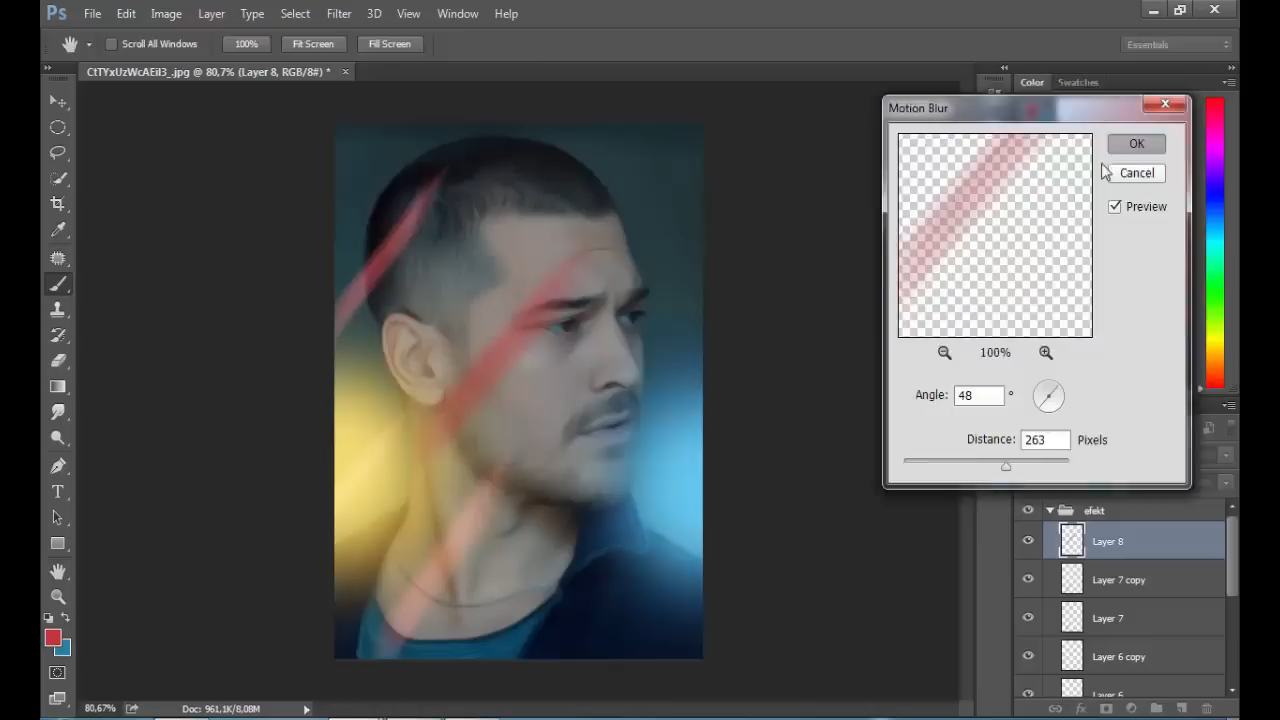 Ps File Edit Image Layer Type Select Filter 3D View Window Help
Scroll All Windows 100% Fit Screen Fill Screen Essentials
CtTYxUzWcAEiI3_.jpg @ 80,7% (Layer 8, RGB/8#) *
Color Swatches
Motion Blur
OK
Cancel
Preview
100%
Angle: 48 °
Distance: 263 Pixels
efekt
Layer 8
Layer 7 copy
Layer 7
Layer 6 copy
Layer 6
80,67% Doc: 961,1K/8,08M